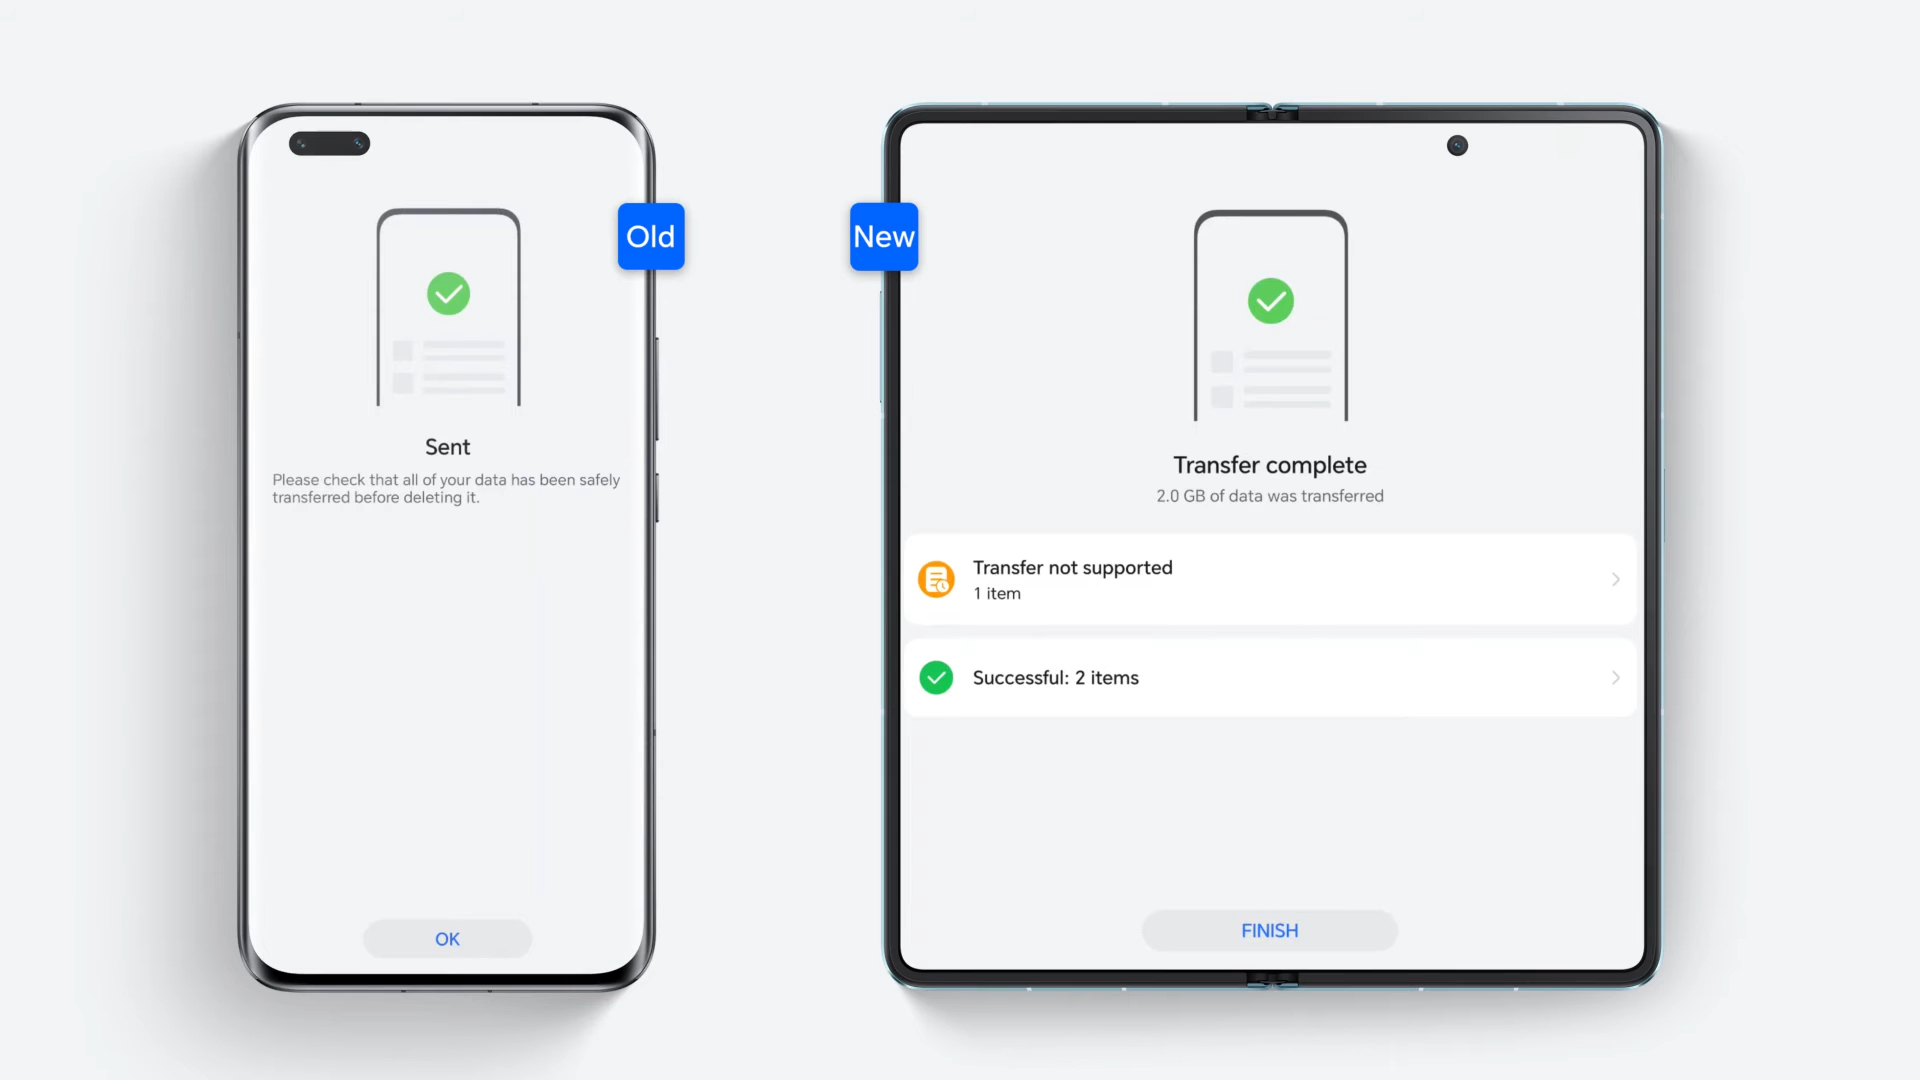 Old
Sent
Please check that all of your data has been safely
transferred before deleting it.
OK
New
Transfer complete
2.0 GB of data was transferred
Transfer not supported
1 item
Successful: 2 items
FINISH